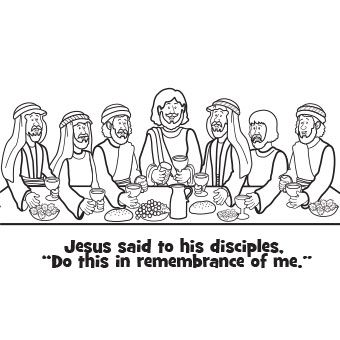 Jesus said to his disciples,
“Do this in remembrance of me.”